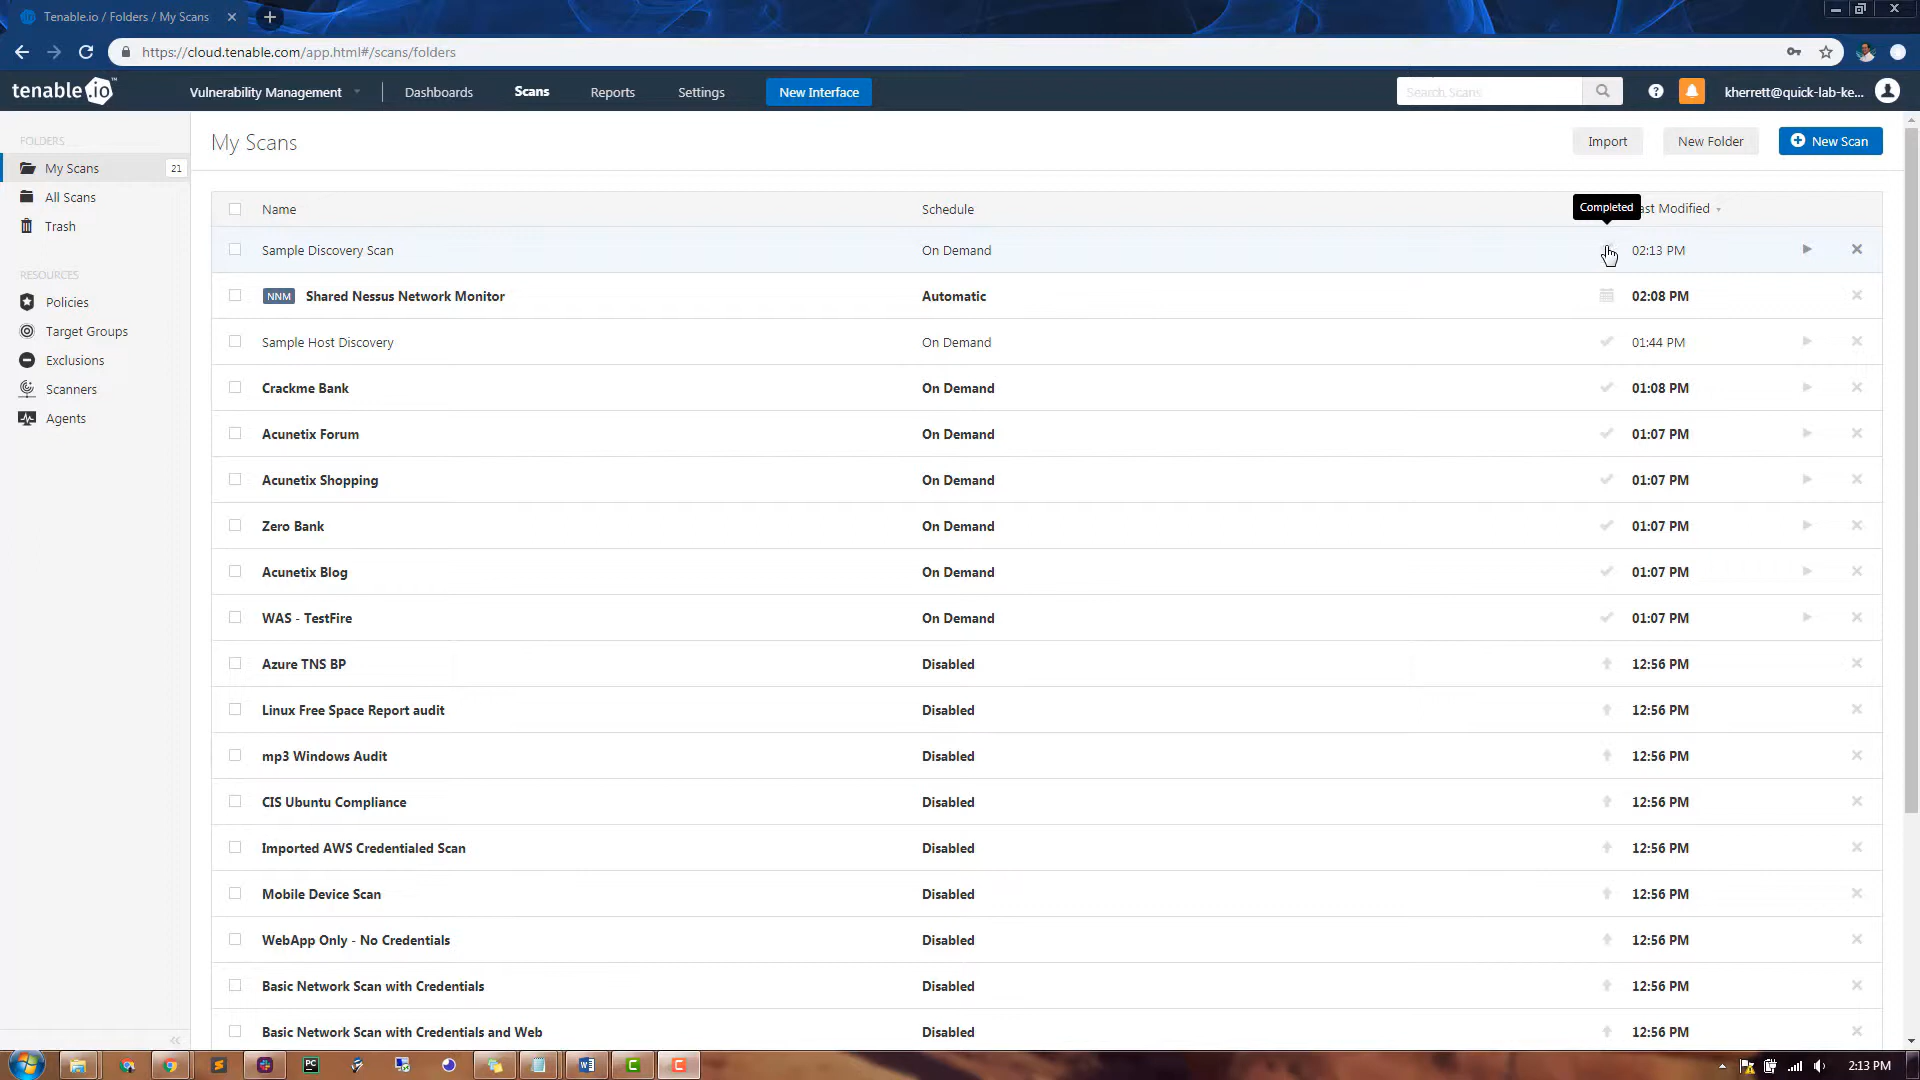 Tenable.io / Folders / My Scans
https://cloud.tenable.com/app.html#/scans/folders
tenable.io™ Vulnerability Management Dashboards Scans Reports Settings New Interface Search Scans kherrett@quick-lab-ke...
FOLDERS
My Scans 21
All Scans
Trash
RESOURCES
Policies
Target Groups
Exclusions
Scanners
Agents
My Scans Import New Folder New Scan
Completed
Name Schedule Last Modified
Sample Discovery Scan On Demand 02:13 PM
NNM Shared Nessus Network Monitor Automatic 02:08 PM
Sample Host Discovery On Demand 01:44 PM
Crackme Bank On Demand 01:08 PM
Acunetix Forum On Demand 01:07 PM
Acunetix Shopping On Demand 01:07 PM
Zero Bank On Demand 01:07 PM
Acunetix Blog On Demand 01:07 PM
WAS - TestFire On Demand 01:07 PM
Azure TNS BP Disabled 12:56 PM
Linux Free Space Report audit Disabled 12:56 PM
mp3 Windows Audit Disabled 12:56 PM
CIS Ubuntu Compliance Disabled 12:56 PM
Imported AWS Credentialed Scan Disabled 12:56 PM
Mobile Device Scan Disabled 12:56 PM
WebApp Only - No Credentials Disabled 12:56 PM
Basic Network Scan with Credentials Disabled 12:56 PM
Basic Network Scan with Credentials and Web Disabled 12:56 PM
2:13 PM